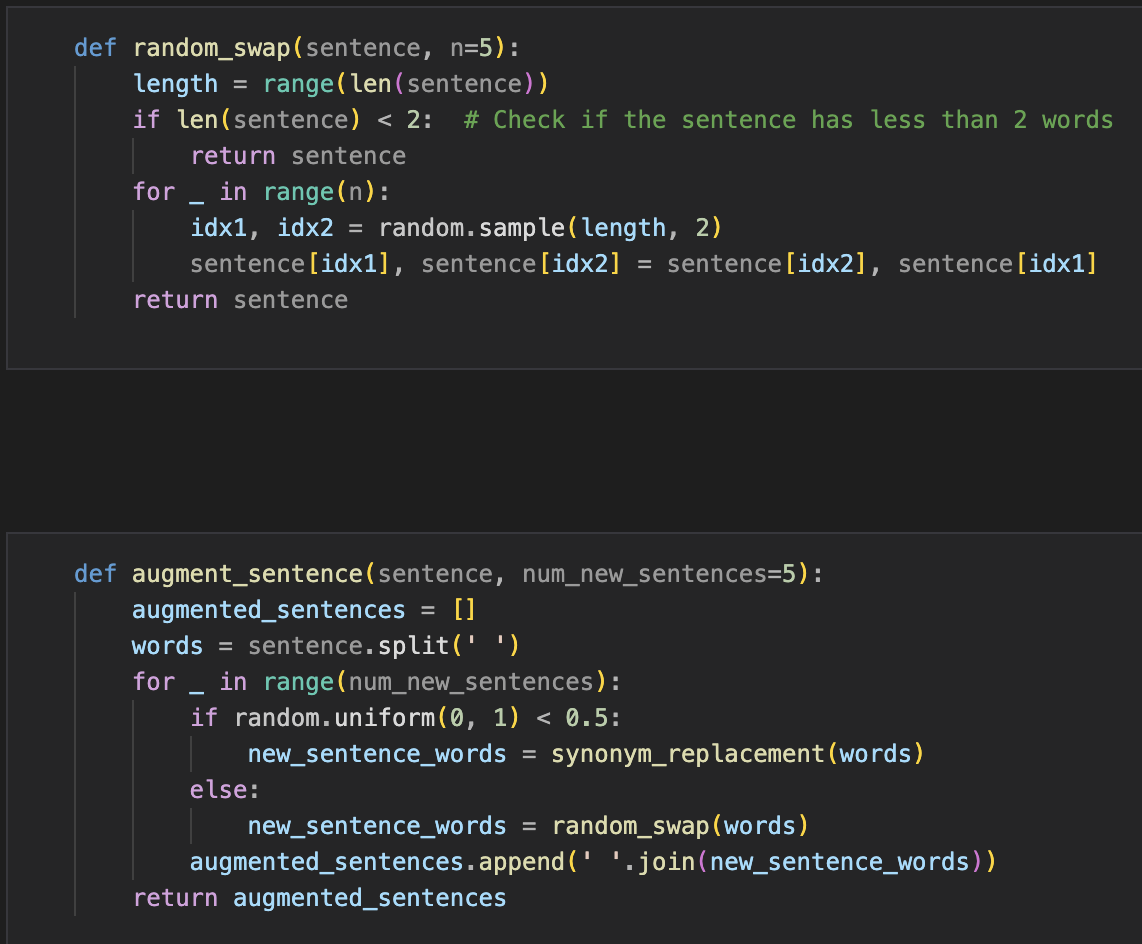 def random_swap(sentence, n=5):
    length = range(len(sentence))
    if len(sentence) < 2:  # Check if the sentence has less than 2 words
        return sentence
    for _ in range(n):
        idx1, idx2 = random.sample(length, 2)
        sentence[idx1], sentence[idx2] = sentence[idx2], sentence[idx1]
    return sentence
def augment_sentence(sentence, num_new_sentences=5):
    augmented_sentences = []
    words = sentence.split(' ')
    for _ in range(num_new_sentences):
        if random.uniform(0, 1) < 0.5:
            new_sentence_words = synonym_replacement(words)
        else:
            new_sentence_words = random_swap(words)
        augmented_sentences.append(' '.join(new_sentence_words))
    return augmented_sentences